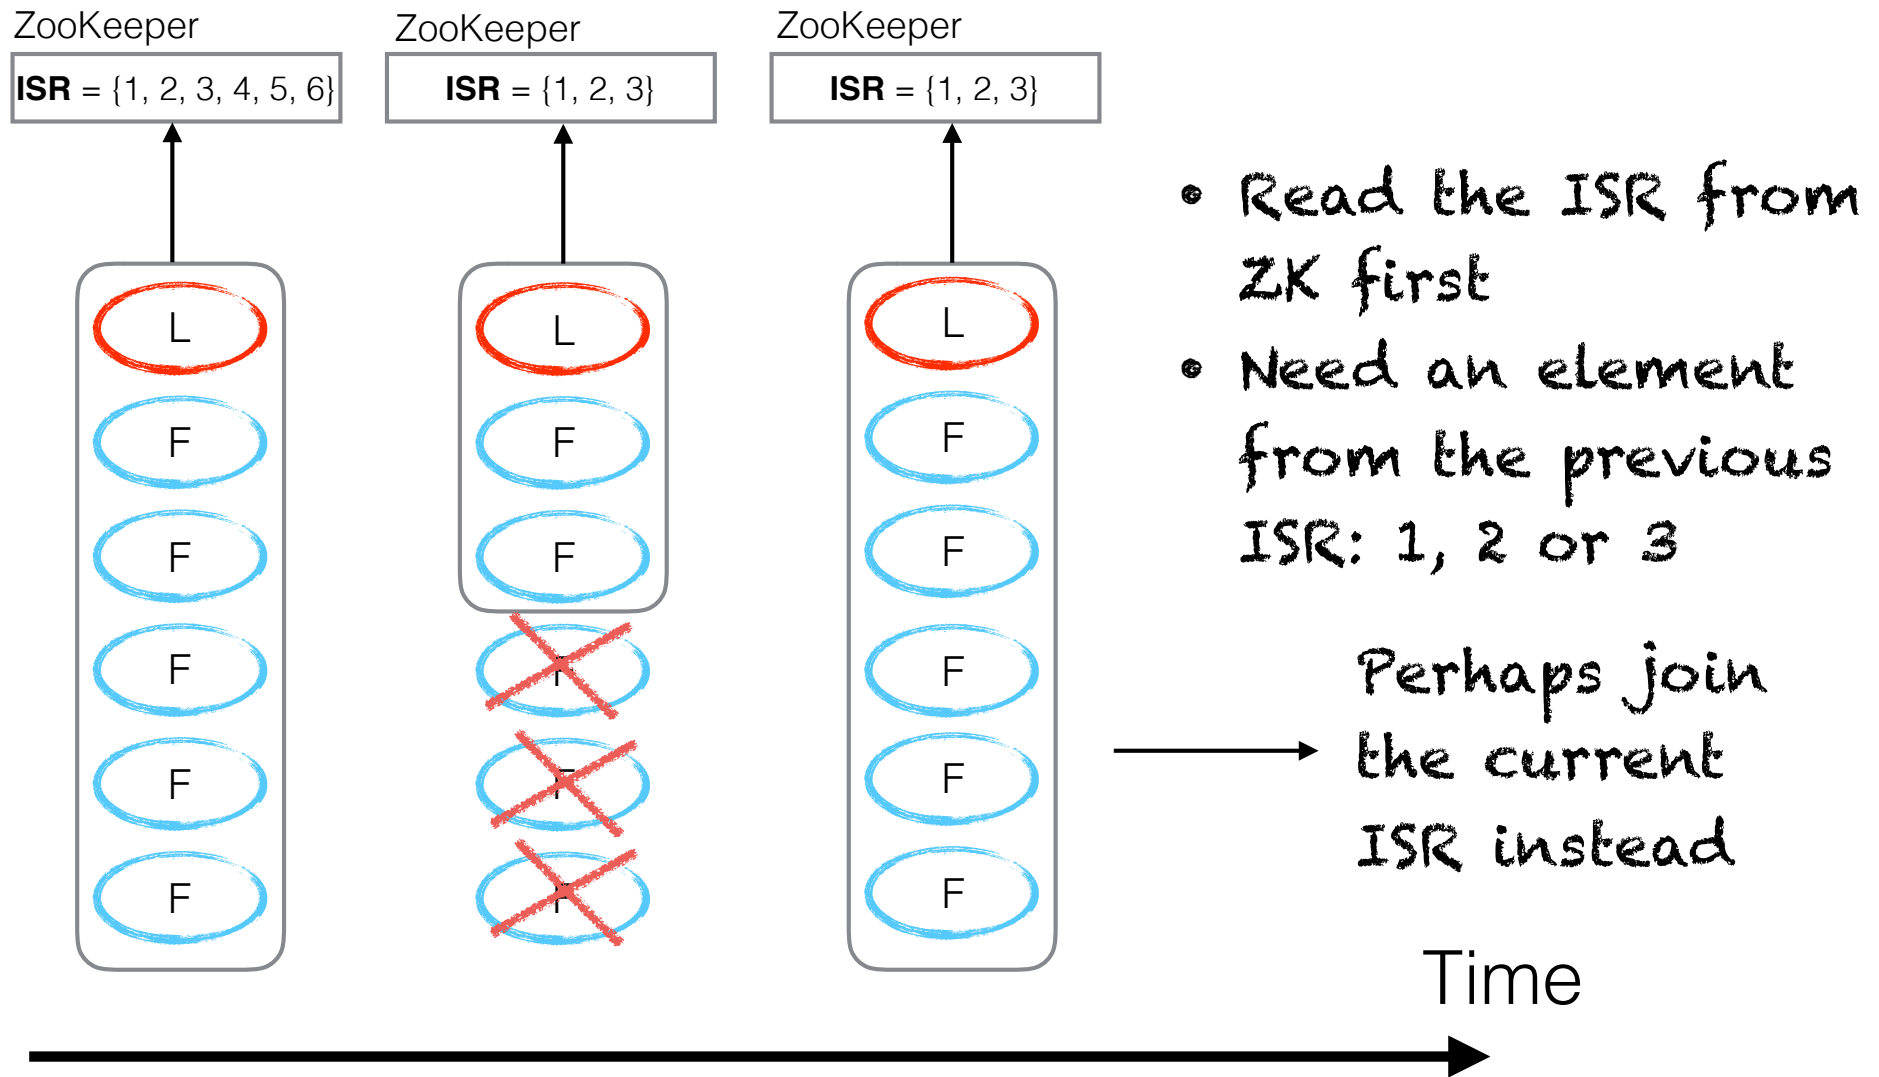 ZooKeeper
ISR = {1, 2, 3, 4, 5, 6}
L
F
F
F
F
F
ZooKeeper
ISR = {1, 2, 3}
L
F
F
F
F
F
ZooKeeper
ISR = {1, 2, 3}
L
F
F
F
F
F
• Read the ISR from
ZK first
• Need an element
from the previous
ISR: 1, 2 or 3
Perhaps join
the current
ISR instead
Time